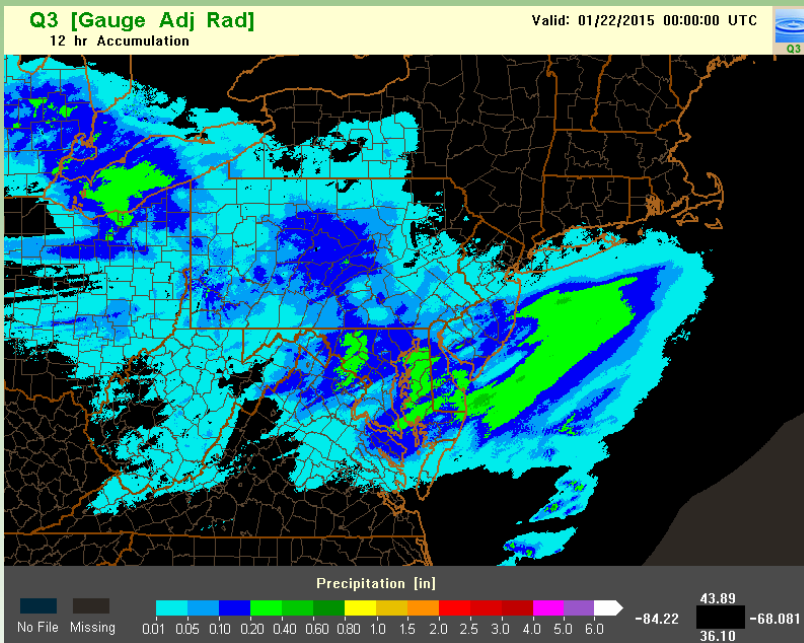 Q3 [Gauge Adj Rad]
12 hr Accumulation
Valid: 01/22/2015 00:00:00 UTC
Q3
Precipitation [in]
No File
Missing
0.01 0.05 0.10 0.20 0.40 0.60 0.80 1.0 1.5 2.0 2.5 3.0 4.0 5.0 6.0
43.89
-84.22
-68.081
36.10